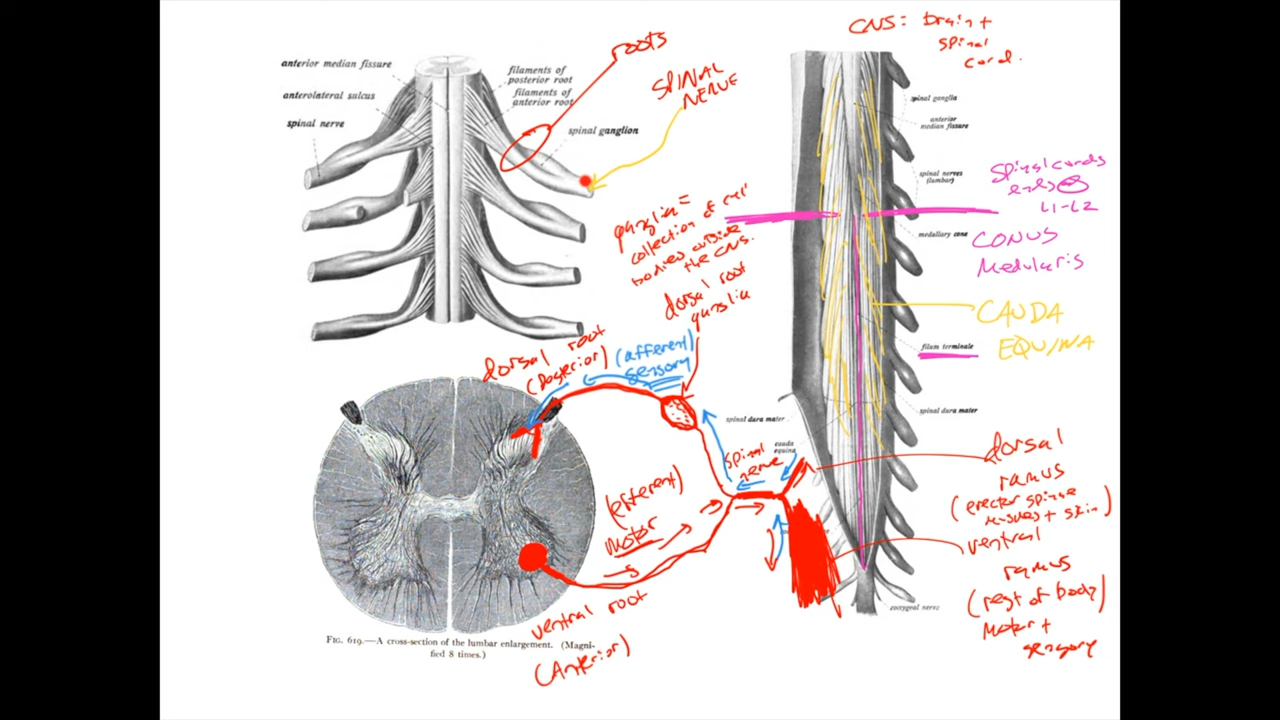 CNS: brain +
spinal
cord.
roots
SPINAL
NERVE
anterior median fissure
anterolateral sulcus
spinal nerve
filaments of
posterior root
filaments of
anterior root
spinal ganglion
spinal ganglia
anterior
median fissure
spinal nerves
(lumbar)
Spinal cords
ends
L1-L2
medullary cone
CONUS
Medularis
ganglia =
collection of cell
bodies outside
the CNS.
dorsal root
ganglia
CAUDA
EQUINA
filum terminale
dorsal root
(posterior)
(afferent)
sensory
spinal dura mater
spinal dura mater
cauda
equina
spinal
nerve
(efferent)
motor
dorsal
ramus
(erector spinae
muscles + skin)
ventral
ramus
(rest of body)
Motor +
sensory
coccygeal nerve
ventral root
(Anterior)
FIG. 619.—A cross-section of the lumbar enlargement. (Magni-
fied 8 times.)